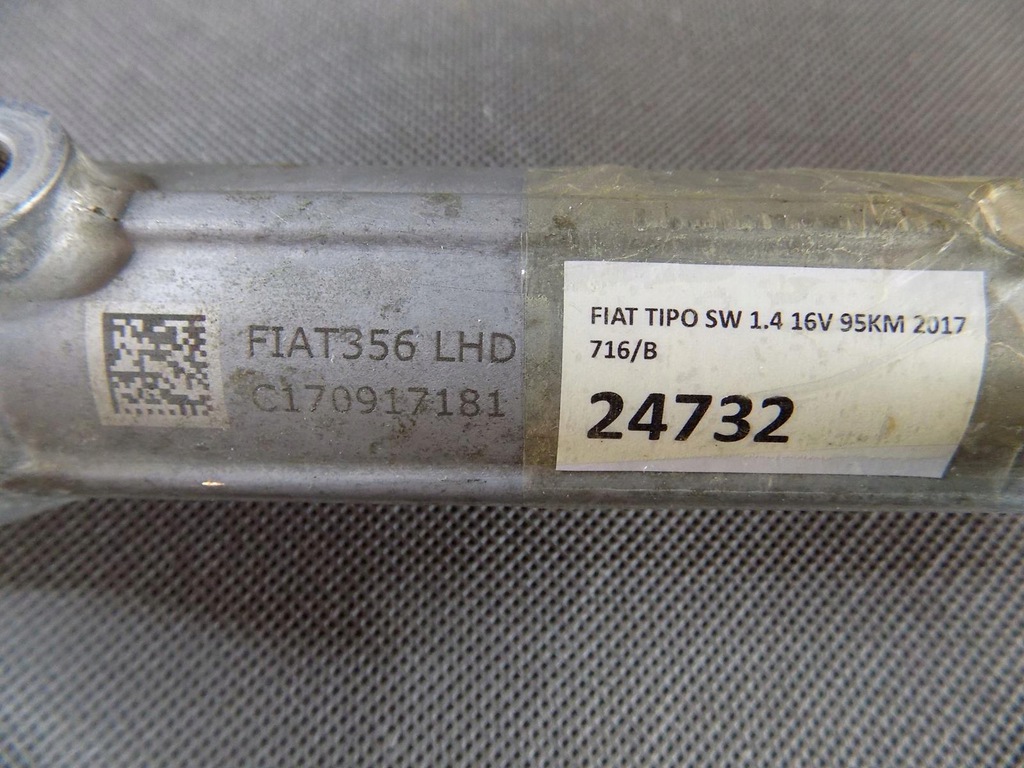 FIAT356 LHD
C170917181
FIAT TIPO SW 1.4 16V 95KM 2017
716/B
24732